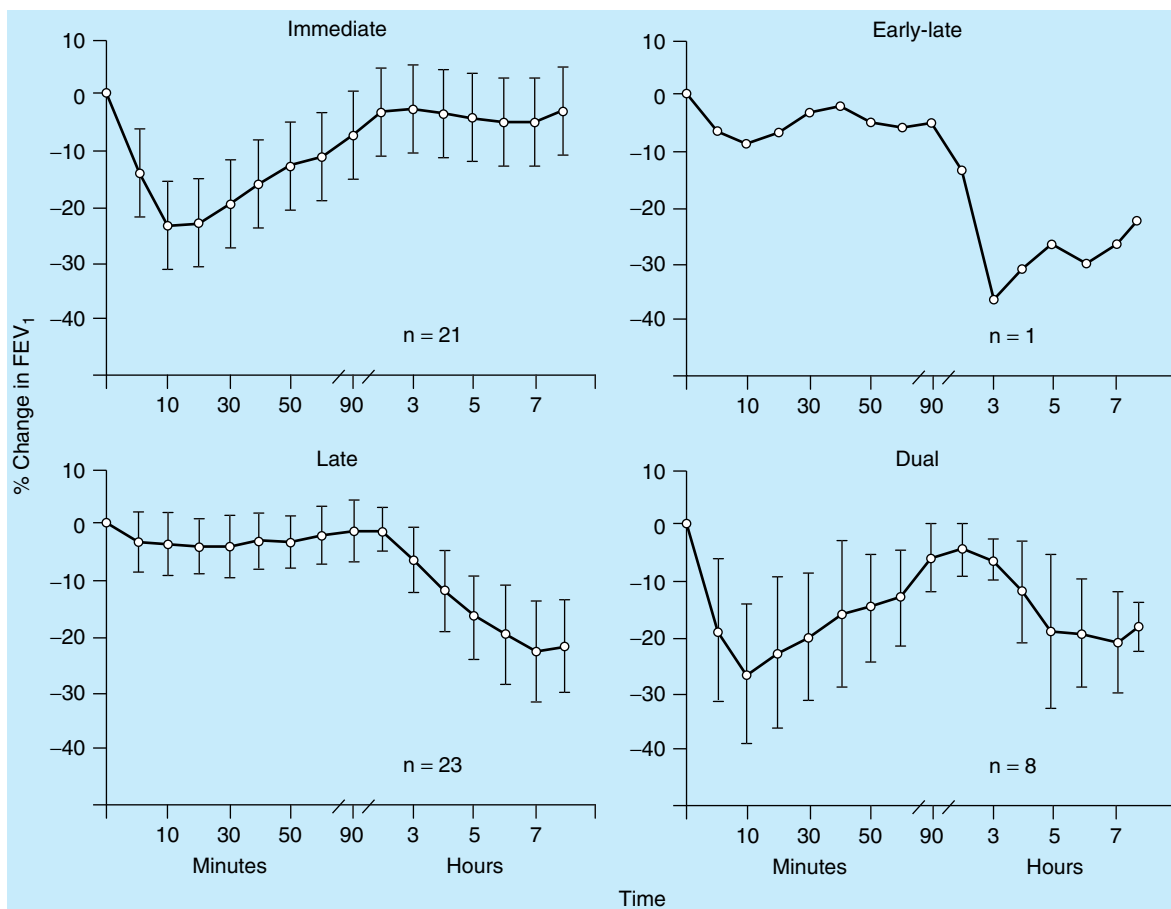 % Change in FEV1
Immediate
10
0
–10
–20
–30
–40
n = 21
10 30 50 90 3 5 7
Early-late
10
0
–10
–20
–30
–40
n = 1
10 30 50 90 3 5 7
Late
10
0
–10
–20
–30
–40
n = 23
10 30 50 90 3 5 7
Minutes Hours
Dual
10
0
–10
–20
–30
–40
n = 8
10 30 50 90 3 5 7
Minutes Hours
Time